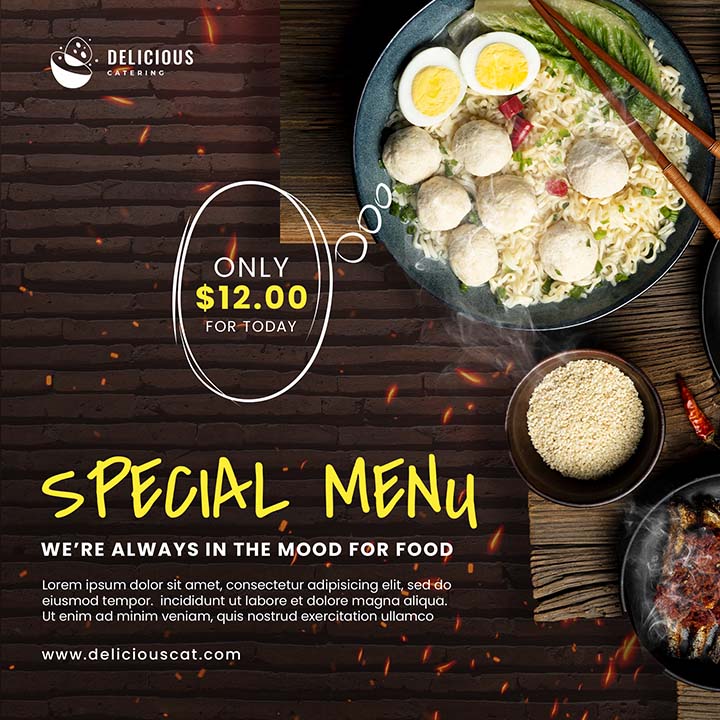 DELICIOUS
CATERING
ONLY
$12.00
FOR TODAY
SPECIAL MENU
WE'RE ALWAYS IN THE MOOD FOR FOOD
Lorem ipsum dolor sit amet, consectetur adipisicing elit, sed do
eiusmod tempor.  incididunt ut labore et dolore magna aliqua.
Ut enim ad minim veniam, quis nostrud exercitation ullamco
www.deliciouscat.com